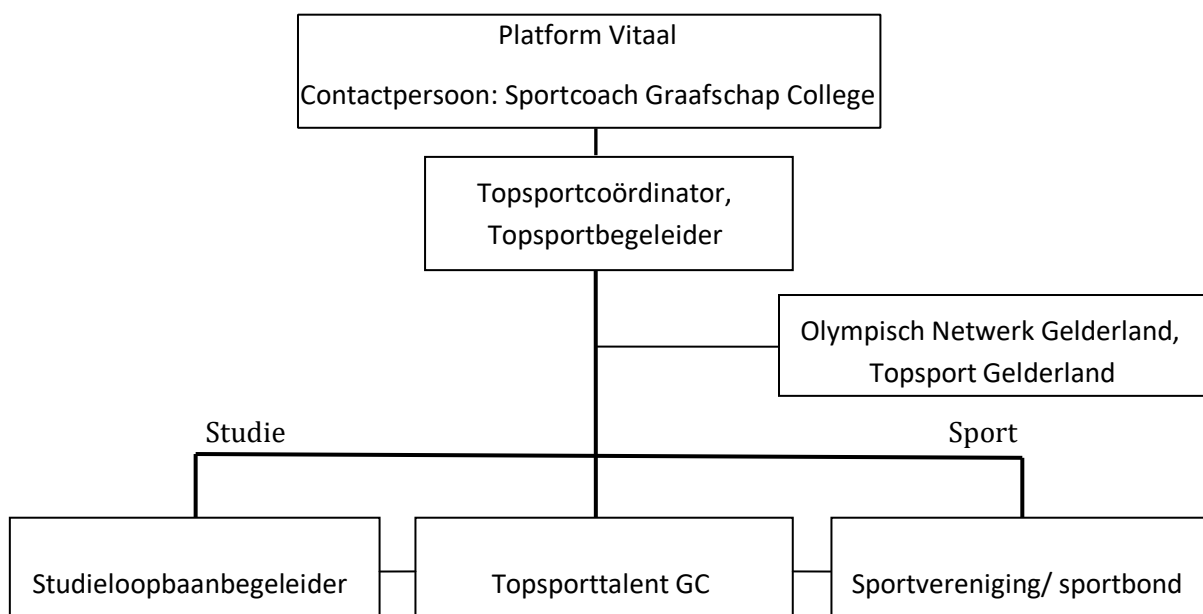 Platform Vitaal
Contactpersoon: Sportcoach Graafschap College
Topsportcoördinator,
Topsportbegeleider
Olympisch Netwerk Gelderland,
Topsport Gelderland
Studie
Sport
Studieloopbaanbegeleider
Topsporttalent GC
Sportvereniging/ sportbond